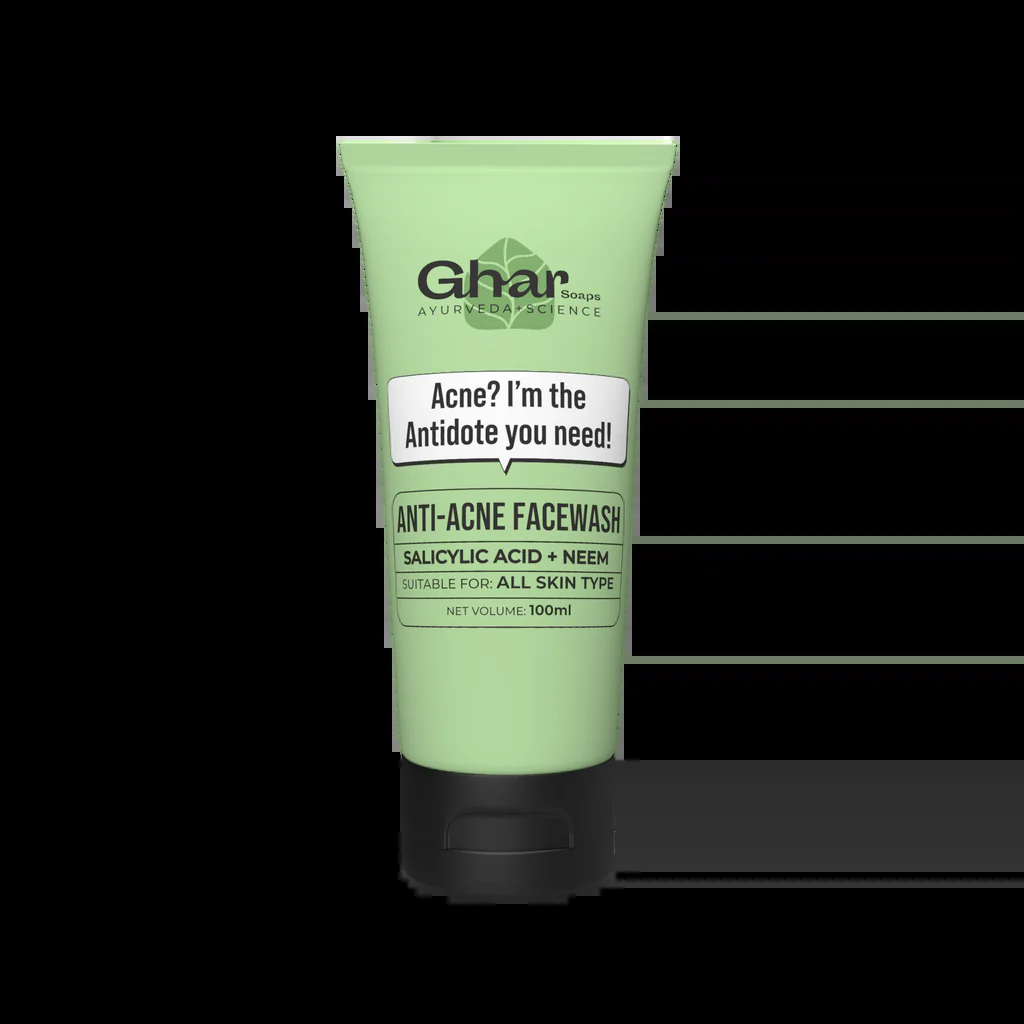 Ghar Soaps
AYURVEDA+SCIENCE
Acne? I'm the
Antidote you need!
ANTI-ACNE FACEWASH
SALICYLIC ACID + NEEM
SUITABLE FOR: ALL SKIN TYPE
NET VOLUME: 100ml